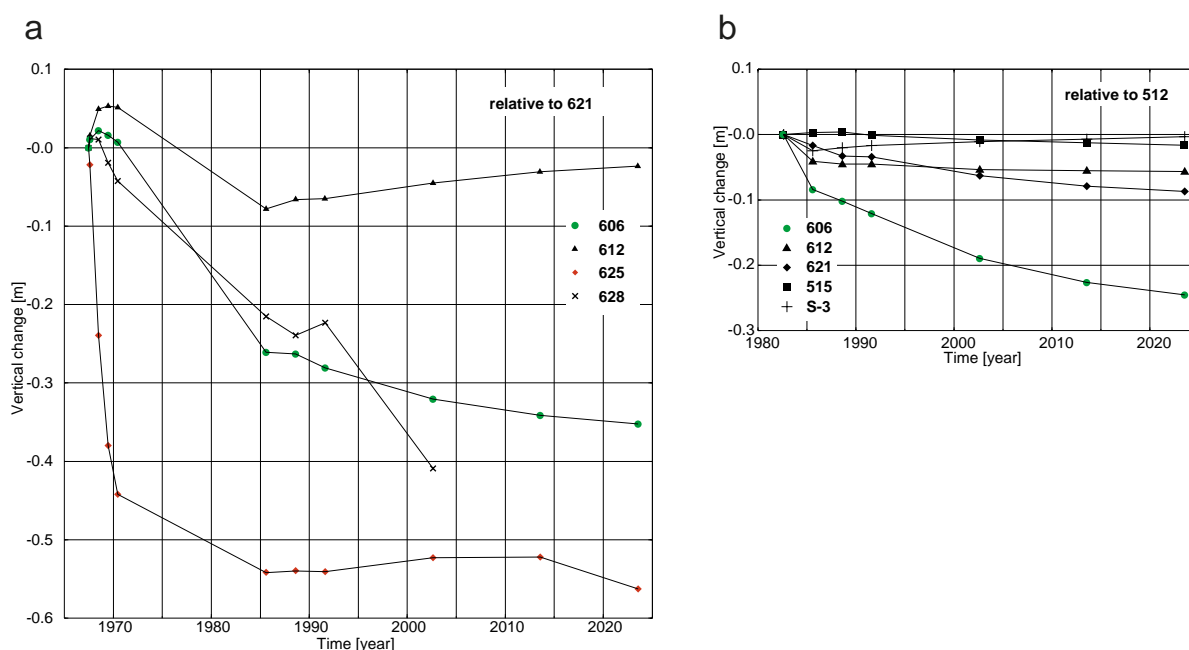 a
relative to 621
Vertical change [m]
0.1
-0.0
-0.1
-0.2
-0.3
-0.4
-0.5
-0.6
606
612
625
628
1970 1980 1990 2000 2010 2020
Time [year]
b
relative to 512
Vertical change [m]
0.1
-0.0
-0.1
-0.2
-0.3
606
612
621
515
S-3
1980 1990 2000 2010 2020
Time [year]